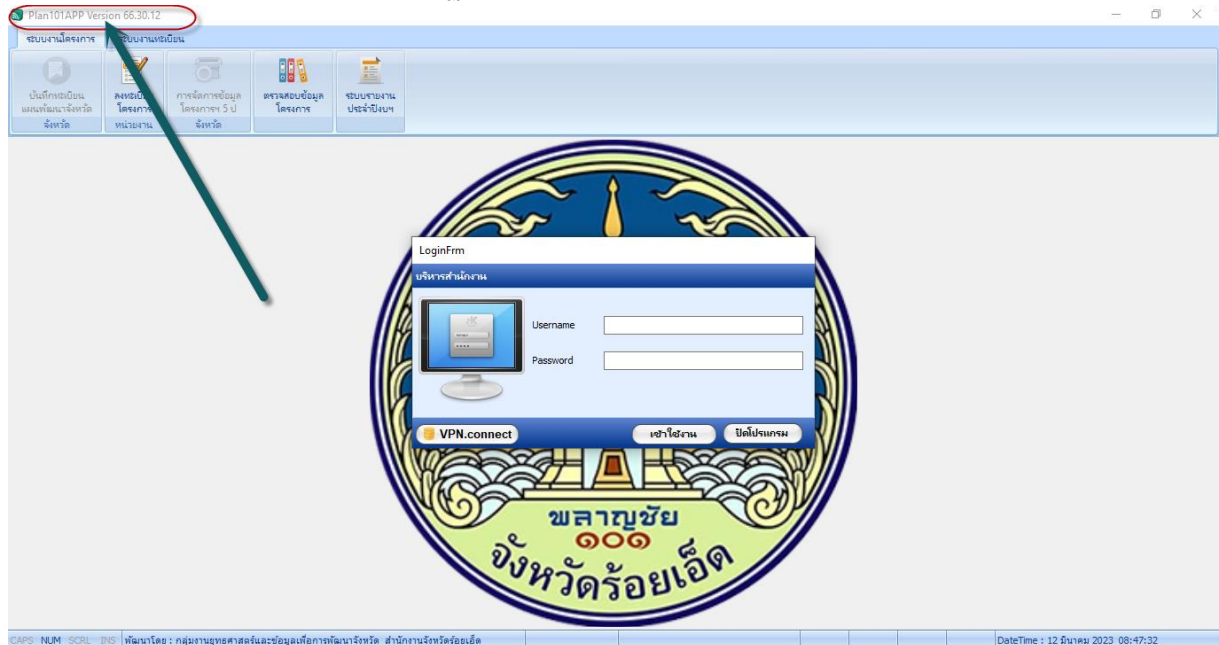 Plan101APP Version 66.30.12
ระบบงานโครงการ ระบบงานทะเบียน
บันทึกทะเบียน
แผนพัฒนาจังหวัด
จังหวัด
ลงทะเบียน
โครงการ
หน่วยงาน
การจัดการข้อมูล
โครงการฯ 5 ปี
จังหวัด
ตรวจสอบข้อมูล
โครงการ
ระบบรายงาน
ประจำปีงบฯ
LoginFrm
บริหารสำนักงาน
Username
Password
VPN.connect เข้าใช้งาน ปิดโปรแกรม
พลาญชัย
๑๐๑
จังหวัดร้อยเอ็ด
CAPS NUM SCRL INS พัฒนาโดย : กลุ่มงานยุทธศาสตร์และข้อมูลเพื่อการพัฒนาจังหวัด สำนักงานจังหวัดร้อยเอ็ด DateTime : 12 มีนาคม 2023 08:47:32